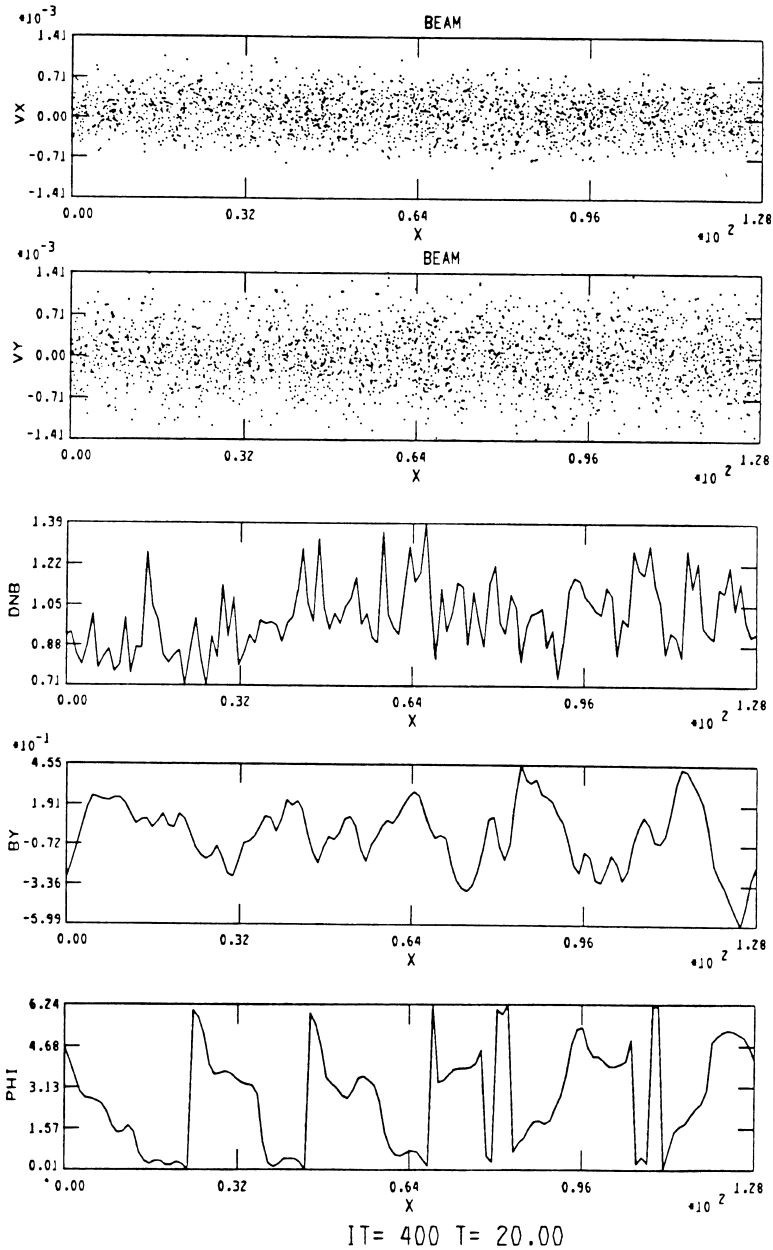 BEAM
*10^-3
1.41
0.71
0.00
-0.71
-1.41
VX
0.00 0.32 0.64 0.96 1.28
X
*10^2
BEAM
*10^-3
1.41
0.71
0.00
-0.71
-1.41
VY
0.00 0.32 0.64 0.96 1.28
X
*10^2
1.39
1.22
1.05
0.88
0.71
DNB
0.00 0.32 0.64 0.96 1.28
X
*10^2
*10^-1
4.55
1.91
-0.72
-3.36
-5.99
BY
0.00 0.32 0.64 0.96 1.28
X
*10^2
6.24
4.68
3.13
1.57
0.01
PHI
0.00 0.32 0.64 0.96 1.28
X
*10^2
IT= 400 T= 20.00